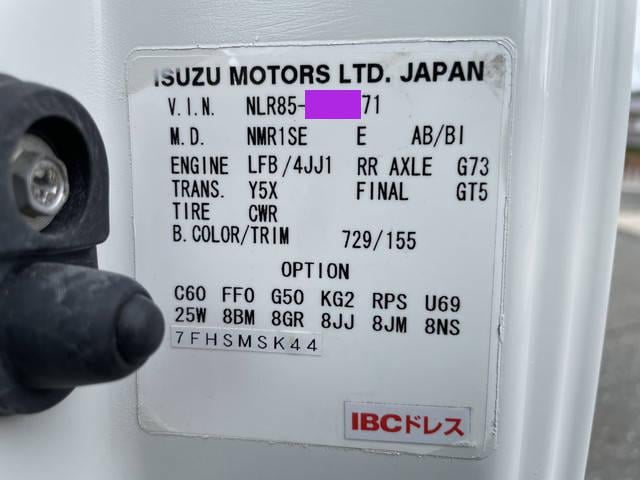 ISUZU MOTORS LTD. JAPAN
V.I.N. NLR85- 71
M.D. NMR1SE E AB/BI
ENGINE LFB/4JJ1 RR AXLE G73
TRANS. Y5X FINAL GT5
TIRE CWR
B.COLOR/TRIM 729/155
OPTION
C60 FF0 G50 KG2 RPS U69
25W 8BM 8GR 8JJ 8JM 8NS
7FHSMSK44
IBCドレス